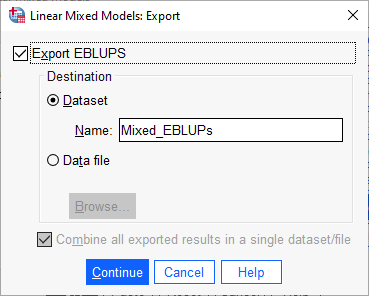 Linear Mixed Models: Export
Export EBLUPS
Destination
Dataset
Name: Mixed_EBLUPs
Data file
Browse...
Combine all exported results in a single dataset/file
Continue Cancel Help